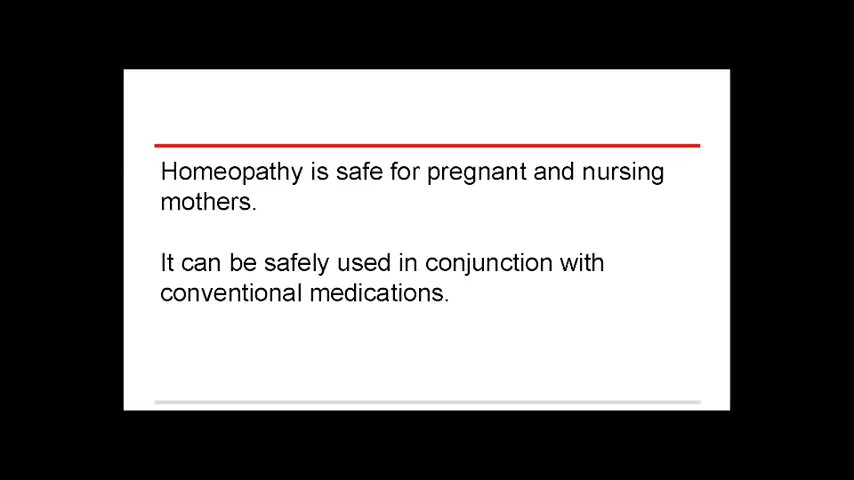 Homeopathy is safe for pregnant and nursing
mothers.
It can be safely used in conjunction with
conventional medications.